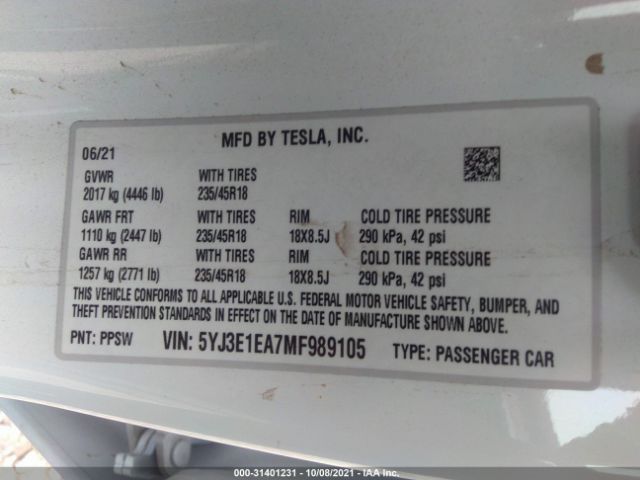 MFD BY TESLA, INC.
06/21
GVWR WITH TIRES
2017 kg (4446 lb) 235/45R18
GAWR FRT WITH TIRES RIM COLD TIRE PRESSURE
1110 kg (2447 lb) 235/45R18 18X8.5J 290 kPa, 42 psi
GAWR RR WITH TIRES RIM COLD TIRE PRESSURE
1257 kg (2771 lb) 235/45R18 18X8.5J 290 kPa, 42 psi
THIS VEHICLE CONFORMS TO ALL APPLICABLE U.S. FEDERAL MOTOR VEHICLE SAFETY, BUMPER, AND
THEFT PREVENTION STANDARDS IN EFFECT ON THE DATE OF MANUFACTURE SHOWN ABOVE.
PNT: PPSW VIN: 5YJ3E1EA7MF989105 TYPE: PASSENGER CAR
000-31401231 - 10/08/2021 - IAA Inc.